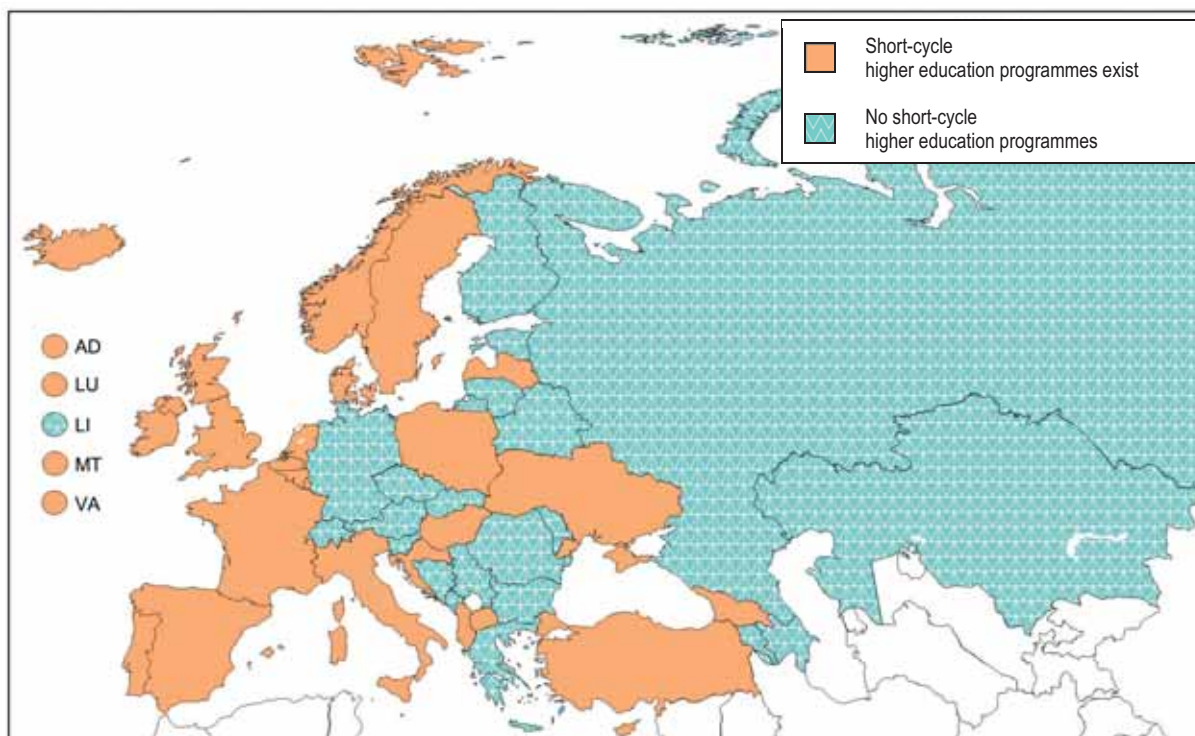 Short-cycle
higher education programmes exist
No short-cycle
higher education programmes
AD
LU
LI
MT
VA